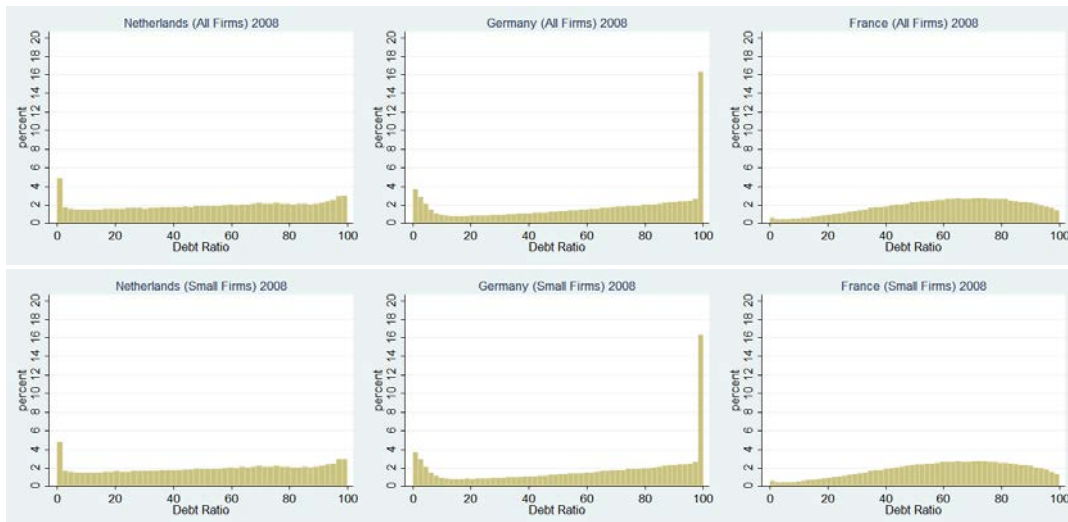 Netherlands (All Firms) 2008
percent
0 2 4 6 8 10 12 14 16 18 20
0 20 40 60 80 100
Debt Ratio
Germany (All Firms) 2008
percent
0 2 4 6 8 10 12 14 16 18 20
0 20 40 60 80 100
Debt Ratio
France (All Firms) 2008
percent
0 2 4 6 8 10 12 14 16 18 20
0 20 40 60 80 100
Debt Ratio
Netherlands (Small Firms) 2008
percent
0 2 4 6 8 10 12 14 16 18 20
0 20 40 60 80 100
Debt Ratio
Germany (Small Firms) 2008
percent
0 2 4 6 8 10 12 14 16 18 20
0 20 40 60 80 100
Debt Ratio
France (Small Firms) 2008
percent
0 2 4 6 8 10 12 14 16 18 20
0 20 40 60 80 100
Debt Ratio